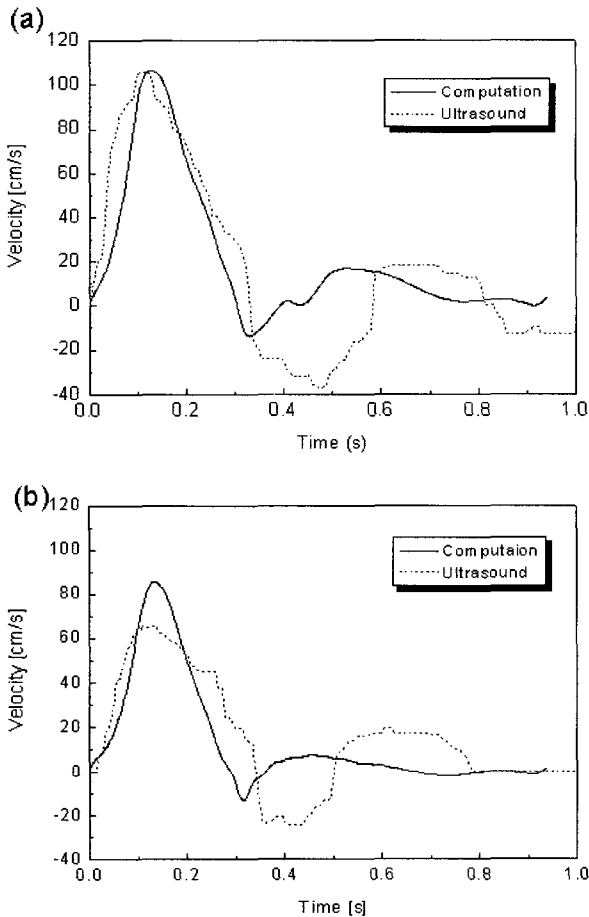 (a)
120
100
80
60
40
20
0
-20
-40
Velocity [cm/s]
Computation
Ultrasound
0.0 0.2 0.4 0.6 0.8 1.0
Time (s)
(b)
120
100
80
60
40
20
0
-20
-40
Velocity [cm/s]
Computaion
Ultrasound
0.0 0.2 0.4 0.6 0.8 1.0
Time [s]